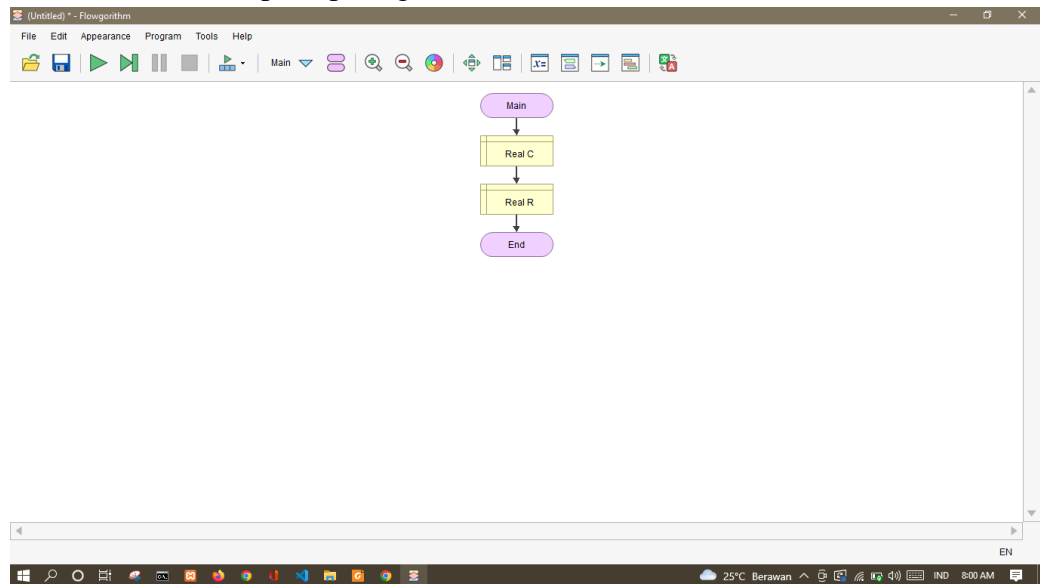 (Untitled) * - Flowgorithm
File Edit Appearance Program Tools Help
Main
Main
Real C
Real R
End
EN
25°C Berawan IND 8:00 AM